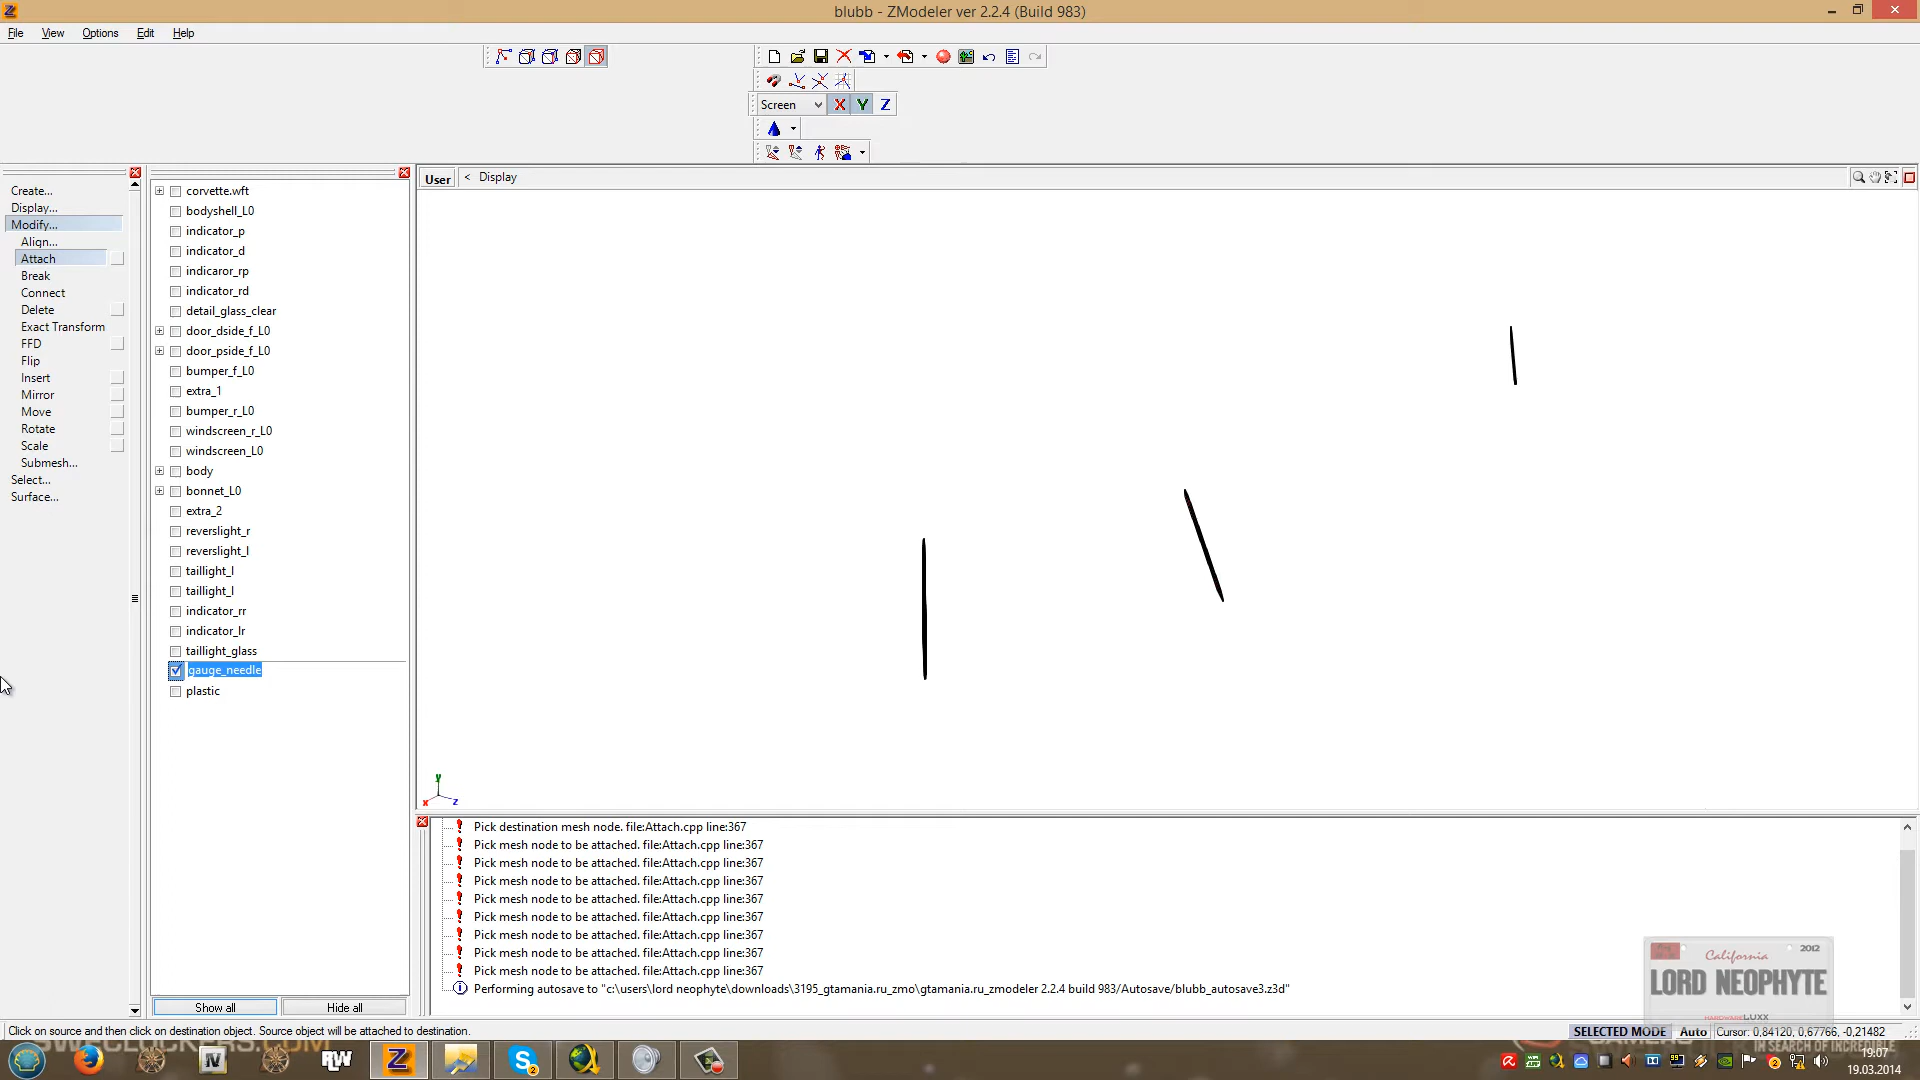 blubb - ZModeler ver 2.2.4 (Build 983)
File View Options Edit Help
Screen X Y Z
User < Display
Create...
Display...
Modify...
Align...
Attach
Break
Connect
Delete
Exact Transform
FFD
Flip
Insert
Mirror
Move
Rotate
Scale
Submesh...
Select...
Surface...
corvette.wft
bodyshell_L0
indicator_p
indicator_d
indicaror_rp
indicator_rd
detail_glass_clear
door_dside_f_L0
door_pside_f_L0
bumper_f_L0
extra_1
bumper_r_L0
windscreen_r_L0
windscreen_L0
body
bonnet_L0
extra_2
reverslight_r
reverslight_l
taillight_l
taillight_l
indicator_rr
indicator_lr
taillight_glass
gauge_needle
plastic
Show all Hide all
y
x z
Pick destination mesh node. file:Attach.cpp line:367
Pick mesh node to be attached. file:Attach.cpp line:367
Pick mesh node to be attached. file:Attach.cpp line:367
Pick mesh node to be attached. file:Attach.cpp line:367
Pick mesh node to be attached. file:Attach.cpp line:367
Pick mesh node to be attached. file:Attach.cpp line:367
Pick mesh node to be attached. file:Attach.cpp line:367
Pick mesh node to be attached. file:Attach.cpp line:367
Pick mesh node to be attached. file:Attach.cpp line:367
Performing autosave to "c:\users\lord neophyte\downloads\3195_gtamania.ru_zmo\gtamania.ru_zmodeler 2.2.4 build 983/Autosave/blubb_autosave3.z3d"
California 2012
LORD NEOPHYTE
HARDWARELUXX
Click on source and then click on destination object. Source object will be attached to destination.
SELECTED MODE Auto Cursor: 0,84120, 0,67766, -0,21482
SWECLOCKERS.COM
IN SEARCH OF INCREDIBLE
IV RW Z S 2
19:07
19.03.2014